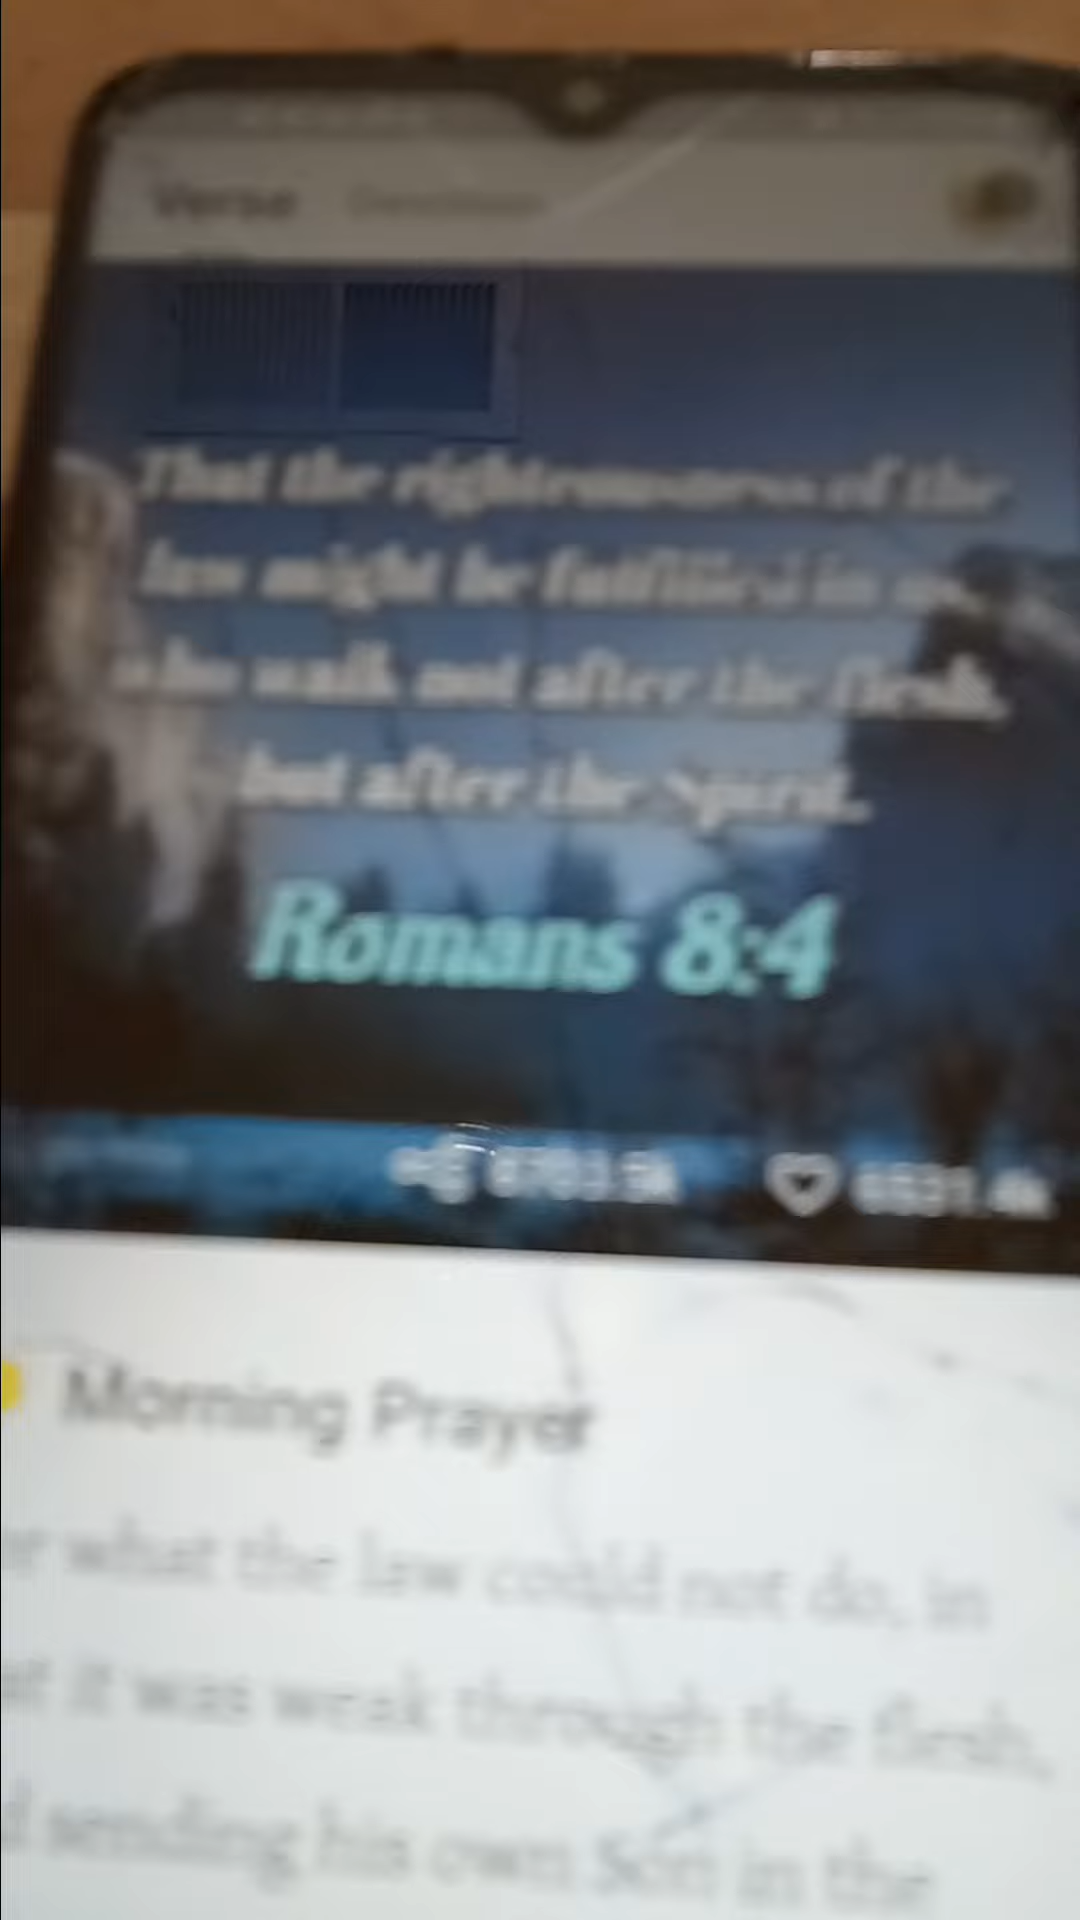 Verse Devotion
That the righteousness of the
law might be fulfilled in us,
who walk not after the flesh,
but after the Spirit.
Romans 8:4
Morning Prayer
what the law could not do, in
it was weak through the flesh,
sending his own Son in the